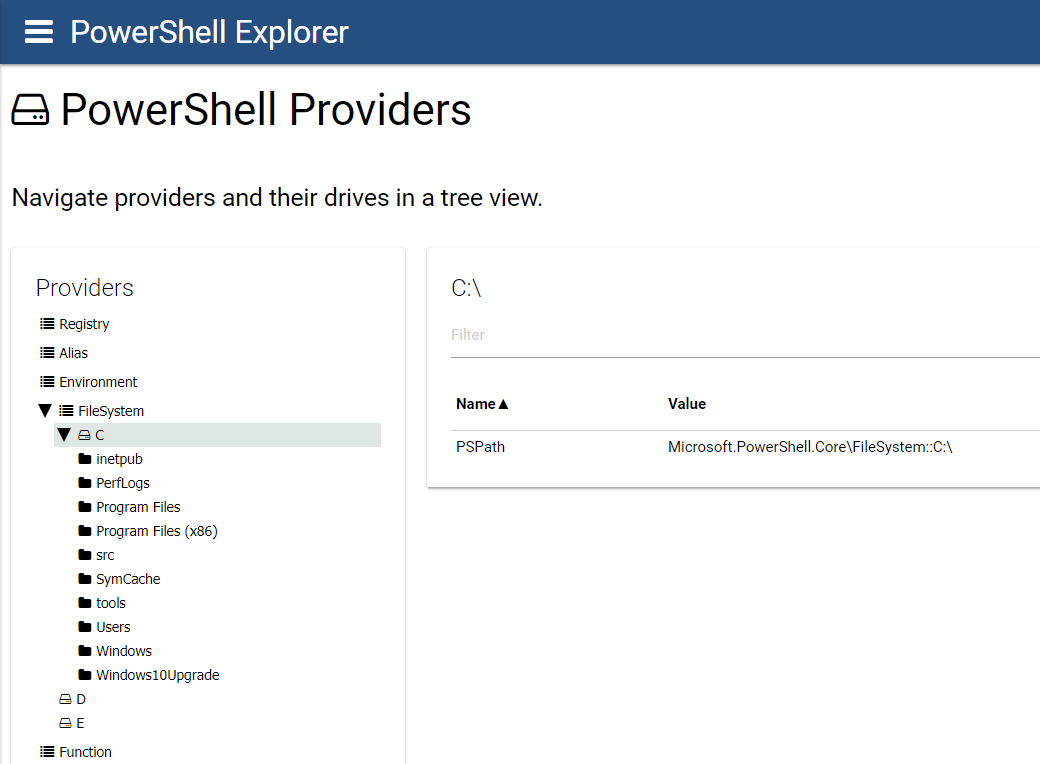 PowerShell Explorer
PowerShell Providers
Navigate providers and their drives in a tree view.
Providers
Registry
Alias
Environment
FileSystem
C
inetpub
PerfLogs
Program Files
Program Files (x86)
src
SymCache
tools
Users
Windows
Windows10Upgrade
D
E
Function
C:\
Filter
Name▲ Value
PSPath Microsoft.PowerShell.Core\FileSystem::C:\